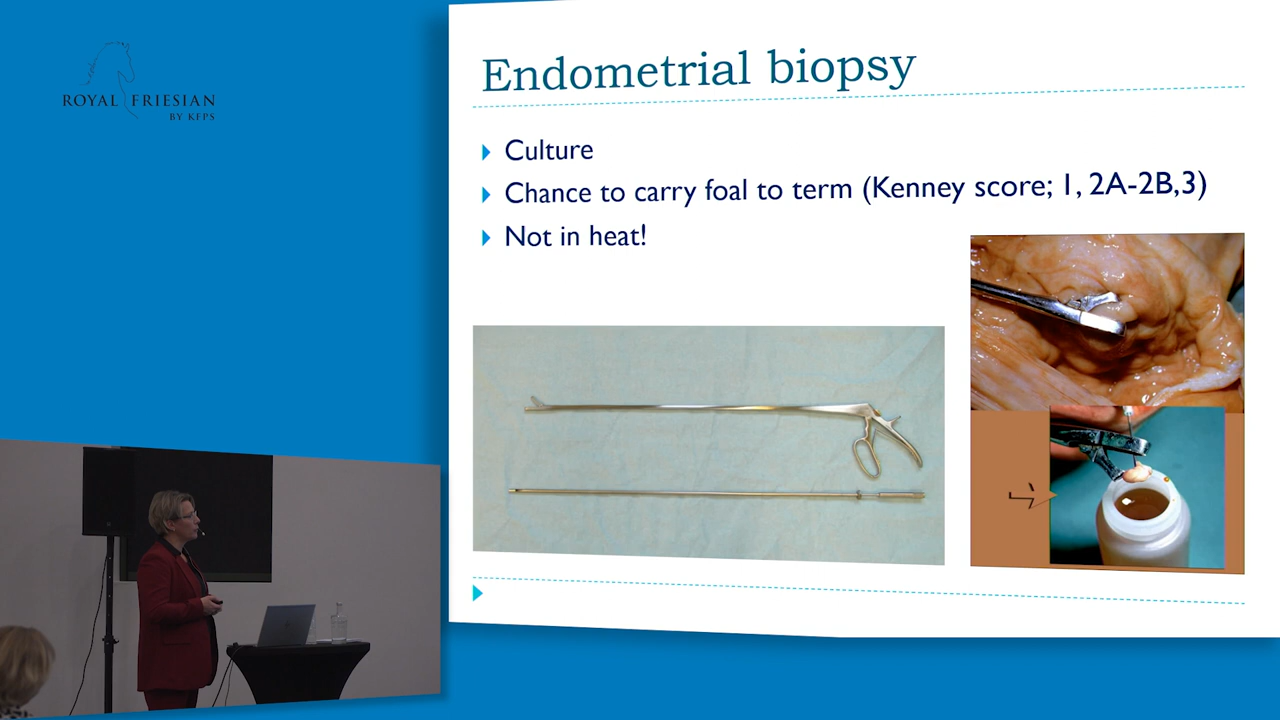 ROYAL FRIESIAN
BY KFPS
Endometrial biopsy
Culture
Chance to carry foal to term (Kenney score; 1, 2A-2B,3)
Not in heat!